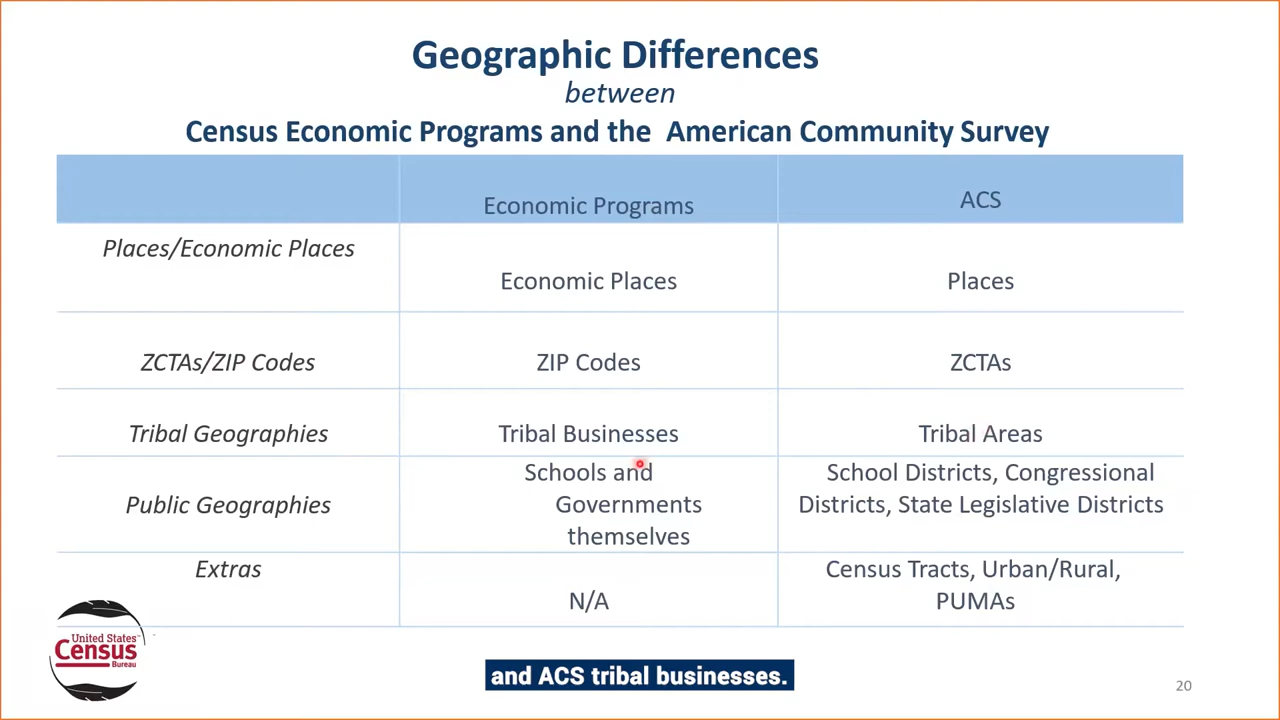 Geographic Differences
between
Census Economic Programs and the American Community Survey
Economic Programs
ACS
Places/Economic Places
Economic Places
Places
ZCTAs/ZIP Codes
ZIP Codes
ZCTAs
Tribal Geographies
Tribal Businesses
Tribal Areas
Public Geographies
Schools and
Governments
themselves
School Districts, Congressional
Districts, State Legislative Districts
Extras
N/A
Census Tracts, Urban/Rural,
PUMAs
United States™
Census
Bureau
and ACS tribal businesses.
20